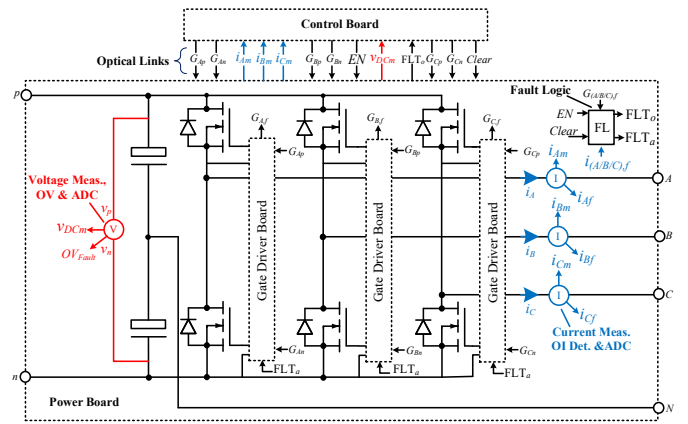 Control Board
Optical Links
G_Ap G_An i_Am i_Bm i_Cm G_Bp G_Bn EN v_DCm FLT_o G_Cp G_Cn Clear
Fault Logic
G_(A/B/C),f
EN
FL
FLT_o
Clear
FLT_a
i_(A/B/C),f
p
G_A,f
G_B,f
G_C,f
G_Ap
G_Bp
G_Cp
Gate Driver Board
Gate Driver Board
Gate Driver Board
Voltage Meas.,
OV & ADC
v_p
V
v_DCm
v_n
OV_Fault
i_Am
i_A
I
i_Af
A
i_Bm
i_B
I
i_Bf
B
i_Cm
i_C
I
i_Cf
C
Current Meas.
OI Det. &ADC
G_An
G_Bn
G_Cn
FLT_a
FLT_a
FLT_a
n
Power Board
N